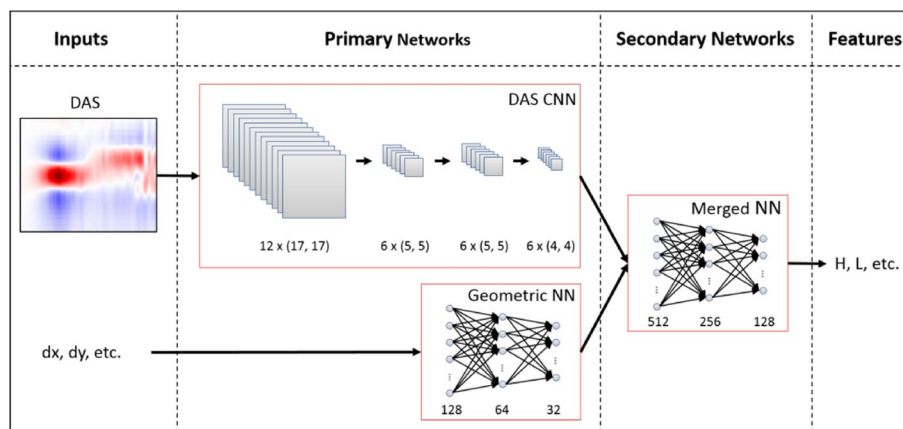 Inputs
Primary Networks
Secondary Networks
Features
DAS
DAS CNN
12 x (17, 17)
6 x (5, 5)
6 x (5, 5)
6 x (4, 4)
Merged NN
512
256
128
H, L, etc.
Geometric NN
dx, dy, etc.
128
64
32